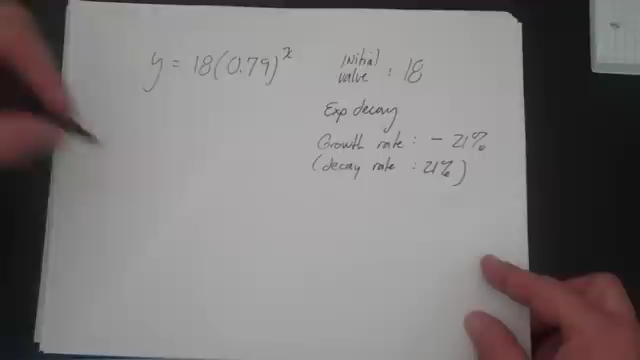 y = 18(0.79)^x
Initial value : 18
Exp decay
Growth rate : - 21%
(decay rate : 21%)